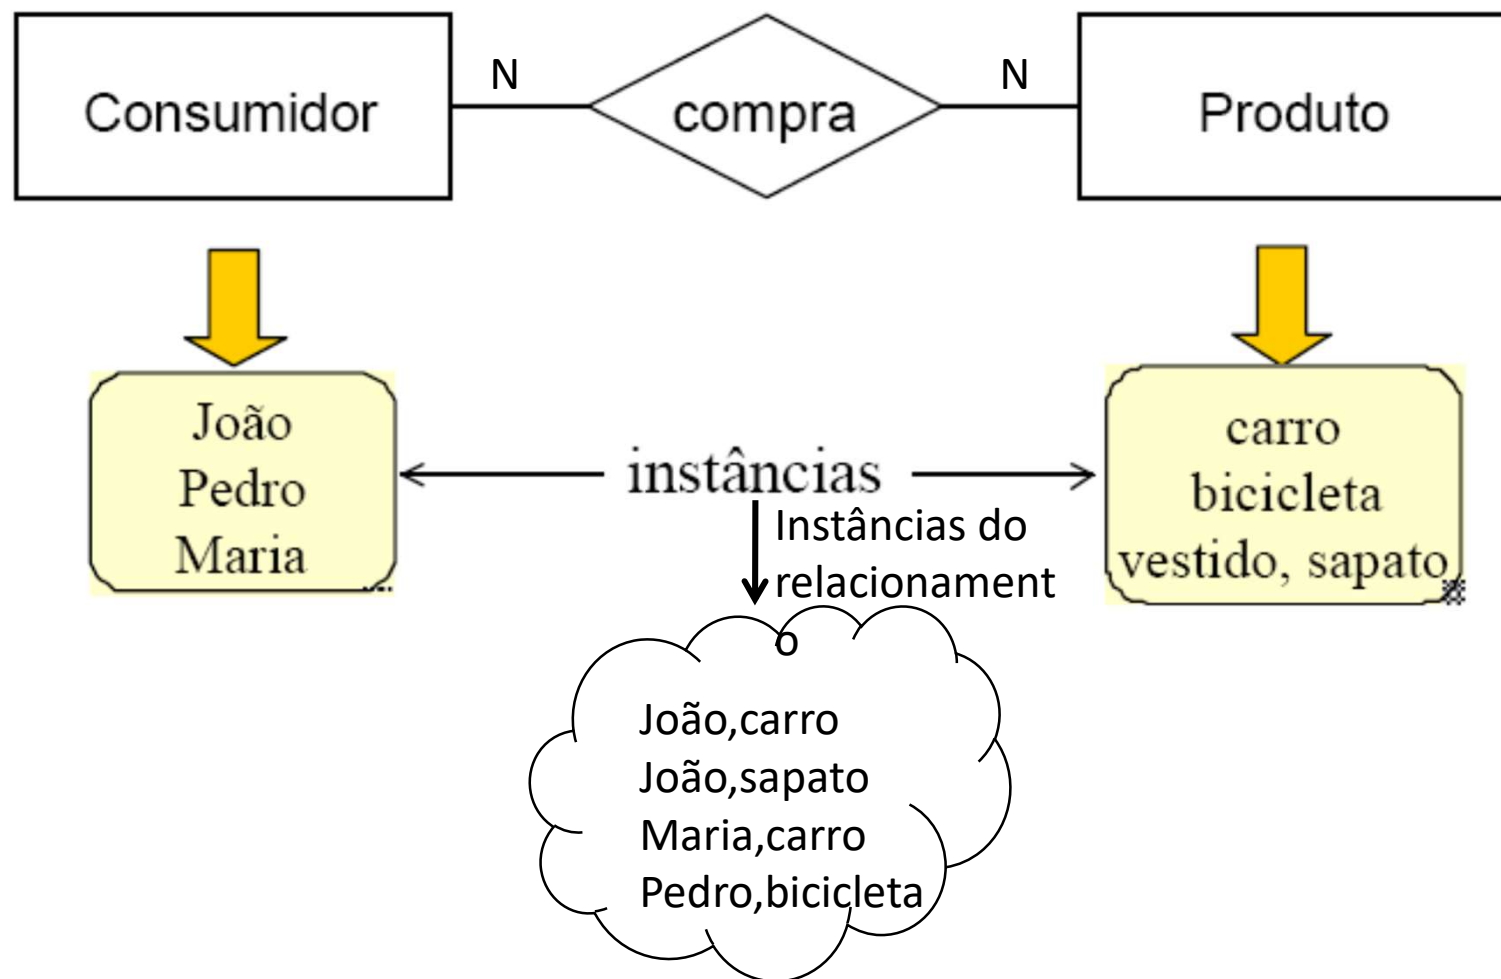 Consumidor
N
compra
N
Produto
João
Pedro
Maria
instâncias
carro
bicicleta
vestido, sapato
Instâncias do
relacionament
o
João,carro
João,sapato
Maria,carro
Pedro,bicicleta